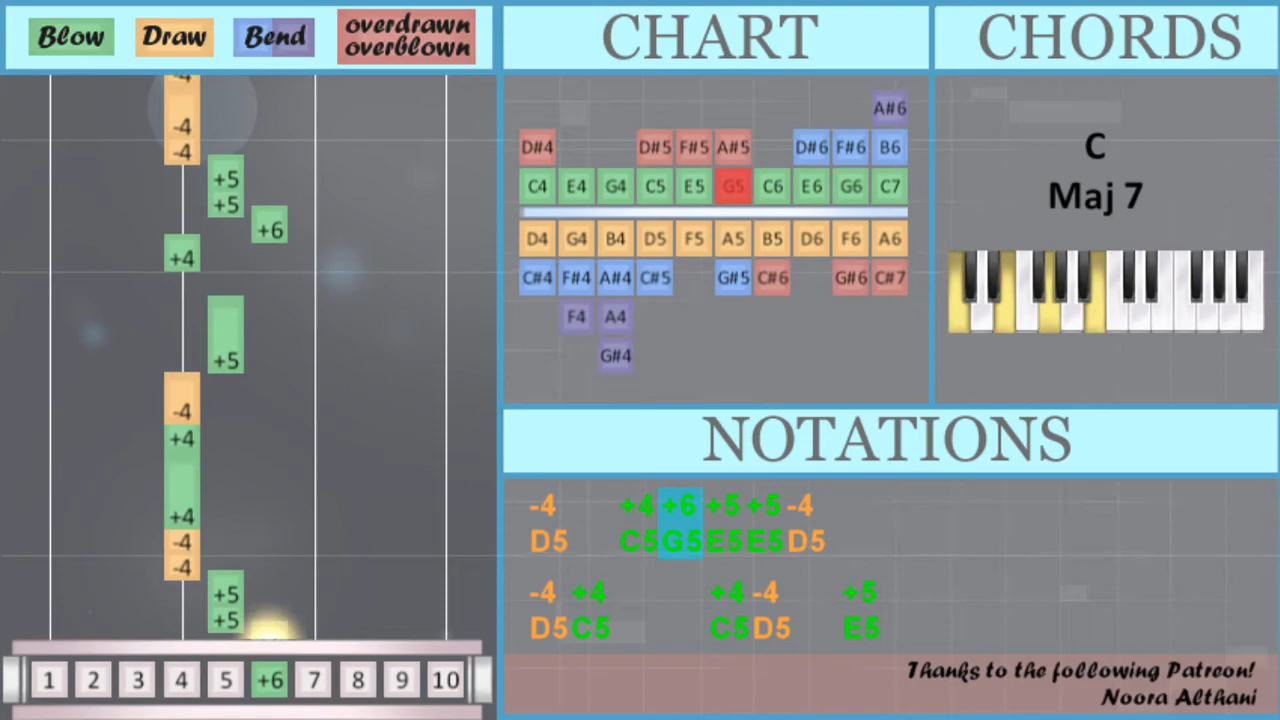 Blow Draw Bend overdrawn
overblown
CHART
CHORDS
-4
-4
-4
+5
+5
+6
+4
+5
-4
+4
+4
-4
-4
+5
+5
1 2 3 4 5 +6 7 8 9 10
A#6
D#4 D#5 F#5 A#5 D#6 F#6 B6
C4 E4 G4 C5 E5 G5 C6 E6 G6 C7
D4 G4 B4 D5 F5 A5 B5 D6 F6 A6
C#4 F#4 A#4 C#5 G#5 C#6 G#6 C#7
F4 A4
G#4
C
Maj 7
NOTATIONS
-4 +4 +6 +5 +5 -4
D5 C5 G5 E5 E5 D5
-4 +4 +4 -4 +5
D5 C5 C5 D5 E5
Thanks to the following Patreon!
Noora Althani